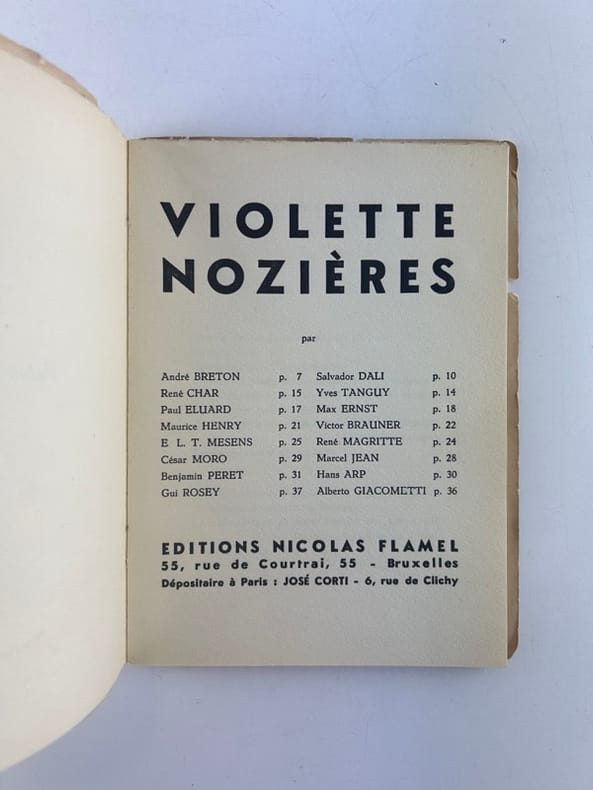 VIOLETTE
NOZIÈRES
par
André BRETON p. 7 Salvador DALI p. 10
René CHAR p. 15 Yves TANGUY p. 14
Paul ELUARD p. 17 Max ERNST p. 18
Maurice HENRY p. 21 Victor BRAUNER p. 22
E L. T. MESENS p. 25 René MAGRITTE p. 24
César MORO p. 29 Marcel JEAN p. 28
Benjamin PERET p. 31 Hans ARP p. 30
Gui ROSEY p. 37 Alberto GIACOMETTI p. 36
EDITIONS NICOLAS FLAMEL
55, rue de Courtrai, 55 - Bruxelles
Dépositaire à Paris : JOSÉ CORTI - 6, rue de Clichy